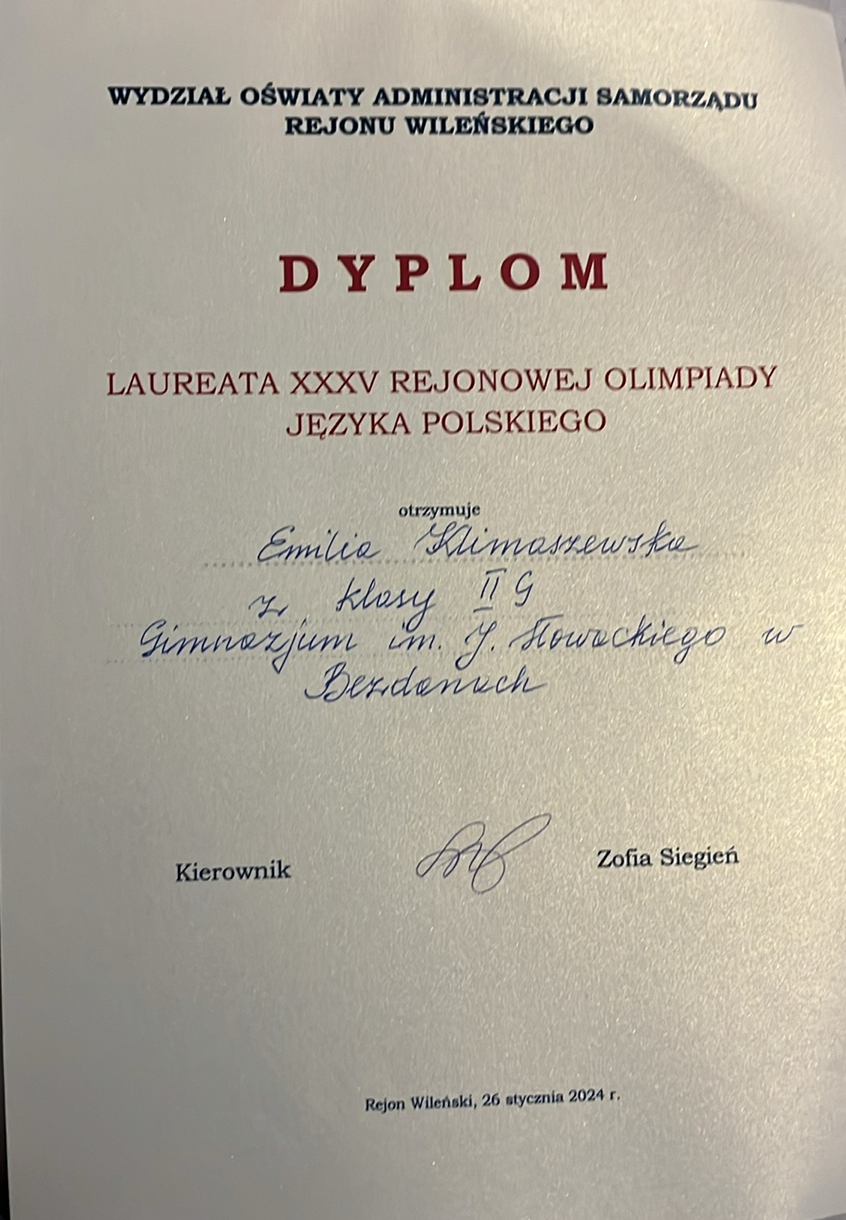 WYDZIAŁ OŚWIATY ADMINISTRACJI SAMORZĄDU
REJONU WILEŃSKIEGO
DYPLOM
LAUREATA XXXV REJONOWEJ OLIMPIADY
JĘZYKA POLSKIEGO
otrzymuje
Emilia Klimaszewska
z klasy II G
Gimnazjum im. J. Słowackiego w
Bezdanach
Kierownik
Zofia Siegień
Rejon Wileński, 26 stycznia 2024 r.